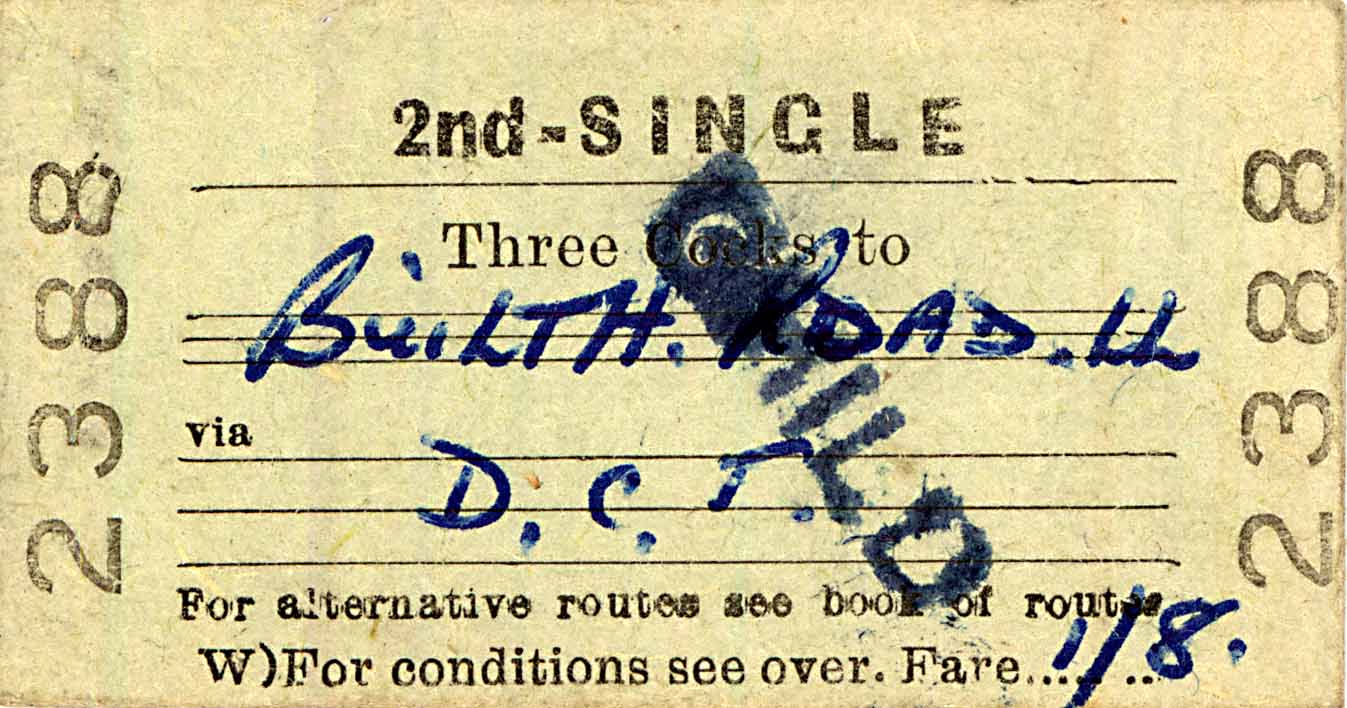 2nd-SINGLE
Three Cocks to
BuiLTH. ROAD. LL
via
D. C. T.
For alternative routes see book of routes
W)For conditions see over. Fare...... 1/8.
CHILD
2388
2388